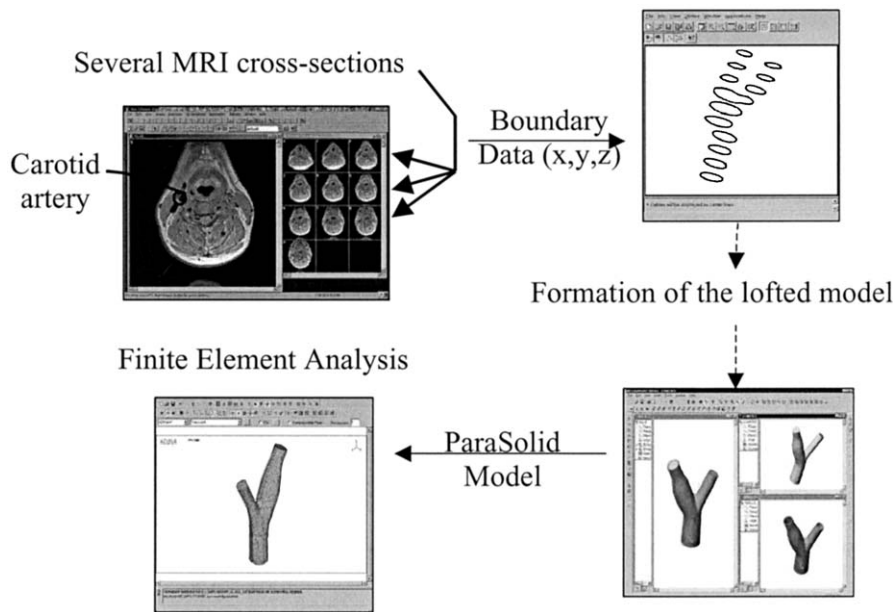 Several MRI cross-sections
Carotid
artery
Boundary
Data (x,y,z)
Formation of the lofted model
Finite Element Analysis
ParaSolid
Model